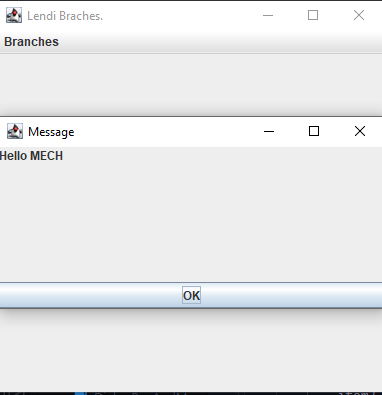 Lendi Braches.
Branches
Message
Hello MECH
OK